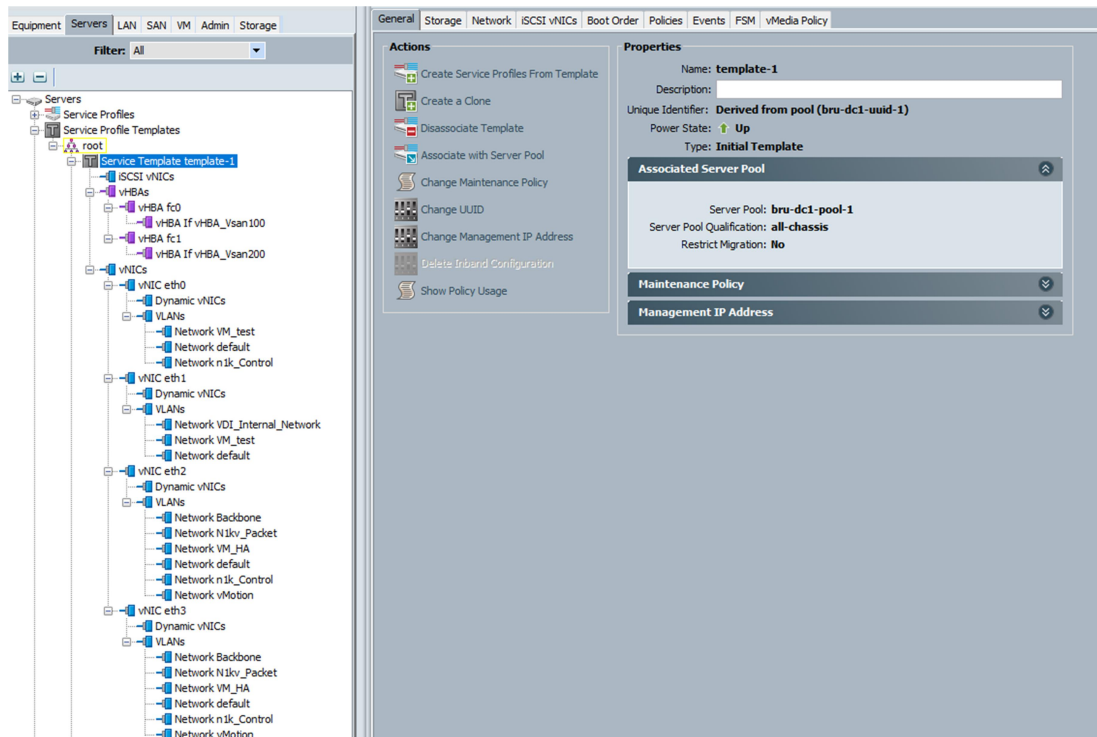 Equipment Servers LAN SAN VM Admin Storage
Filter: All
Servers
Service Profiles
Service Profile Templates
root
Service Template template-1
iSCSI vNICs
vHBAs
vHBA fc0
vHBA If vHBA_Vsan100
vHBA fc1
vHBA If vHBA_Vsan200
vNICs
vNIC eth0
Dynamic vNICs
VLANs
Network VM_test
Network default
Network n1k_Control
vNIC eth1
Dynamic vNICs
VLANs
Network VDI_Internal_Network
Network VM_test
Network default
vNIC eth2
Dynamic vNICs
VLANs
Network Backbone
Network N1kv_Packet
Network VM_HA
Network default
Network n1k_Control
Network vMotion
vNIC eth3
Dynamic vNICs
VLANs
Network Backbone
Network N1kv_Packet
Network VM_HA
Network default
Network n1k_Control
Network vMotion
General Storage Network iSCSI vNICs Boot Order Policies Events FSM vMedia Policy
Actions
Create Service Profiles From Template
Create a Clone
Disassociate Template
Associate with Server Pool
Change Maintenance Policy
Change UUID
Change Management IP Address
Delete Inband Configuration
Show Policy Usage
Properties
Name: template-1
Description:
Unique Identifier: Derived from pool (bru-dc1-uuid-1)
Power State: Up
Type: Initial Template
Associated Server Pool
Server Pool: bru-dc1-pool-1
Server Pool Qualification: all-chassis
Restrict Migration: No
Maintenance Policy
Management IP Address